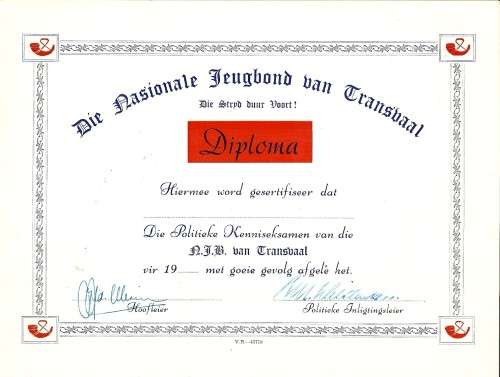 Die Nasionale Jeugbond van Transvaal
Die Stryd duur Voort!
Diploma
Hiermee word gesertifiseer dat
Die Politieke Kenniseksamen van die
N.J.B. van Transvaal
vir 19 met goeie gevolg afgelê het.
Hoofleier
Politieke Inligtingsleier